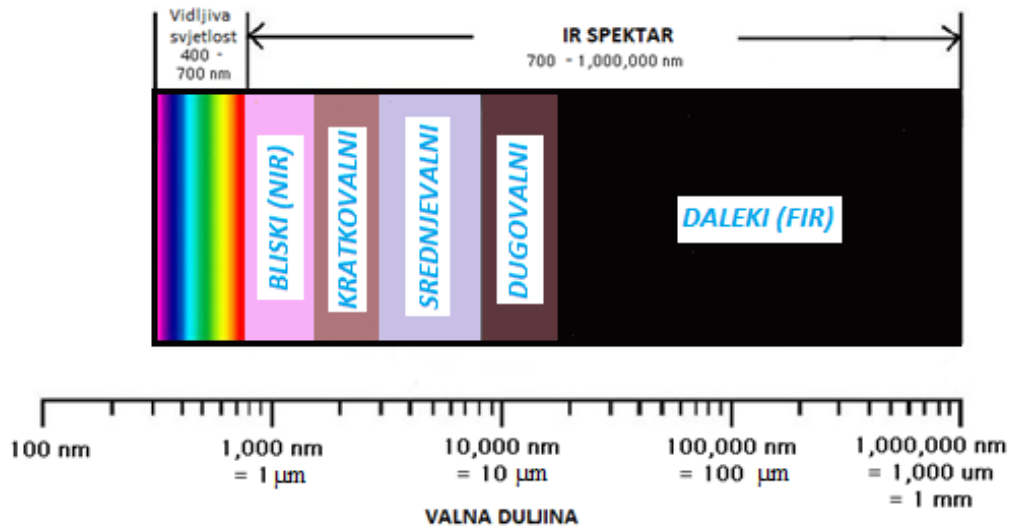 Vidljiva
svjetlost
400 -
700 nm
IR SPEKTAR
700 - 1,000,000 nm
BLISKI (NIR)
KRATKOVALNI
SREDNJEVALNI
DUGOVALNI
DALEKI (FIR)
100 nm
1,000 nm
= 1 μm
10,000 nm
= 10 μm
100,000 nm
= 100 μm
1,000,000 nm
= 1,000 um
= 1 mm
VALNA DULJINA